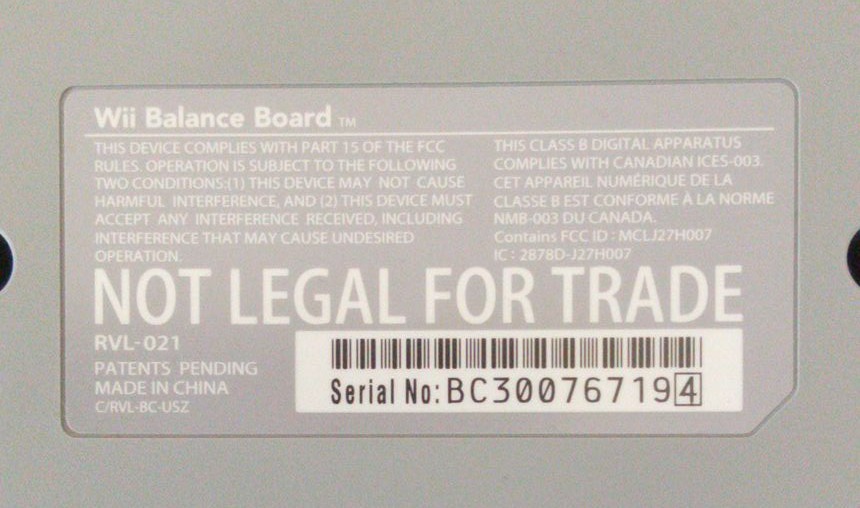 Wii Balance Board TM
THIS DEVICE COMPLIES WITH PART 15 OF THE FCC
RULES. OPERATION IS SUBJECT TO THE FOLLOWING
TWO CONDITIONS:(1) THIS DEVICE MAY NOT CAUSE
HARMFUL INTERFERENCE, AND (2) THIS DEVICE MUST
ACCEPT ANY INTERFERENCE RECEIVED, INCLUDING
INTERFERENCE THAT MAY CAUSE UNDESIRED
OPERATION.
THIS CLASS B DIGITAL APPARATUS
COMPLIES WITH CANADIAN ICES-003.
CET APPAREIL NUMÉRIQUE DE LA
CLASSE B EST CONFORME À LA NORME
NMB-003 DU CANADA.
Contains FCC ID : MCLJ27H007
IC : 2878D-J27H007
NOT LEGAL FOR TRADE
RVL-021
PATENTS PENDING
MADE IN CHINA
C/RVL-BC-USZ
Serial No: BC300767194